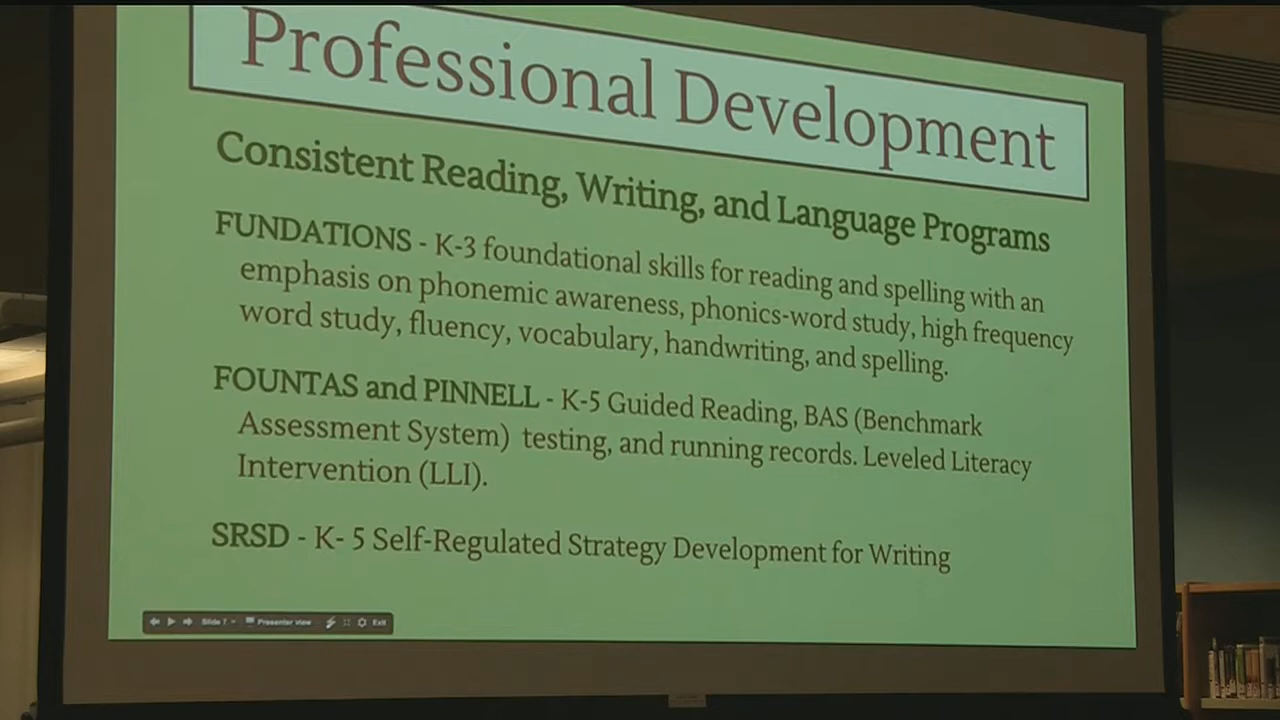 Professional Development
Consistent Reading, Writing, and Language Programs
FUNDATIONS - K-3 foundational skills for reading and spelling with an
emphasis on phonemic awareness, phonics-word study, high frequency
word study, fluency, vocabulary, handwriting, and spelling.
FOUNTAS and PINNELL - K-5 Guided Reading, BAS (Benchmark
Assessment System) testing, and running records. Leveled Literacy
Intervention (LLI).
SRSD - K- 5 Self-Regulated Strategy Development for Writing
Slide Presenter view Exit